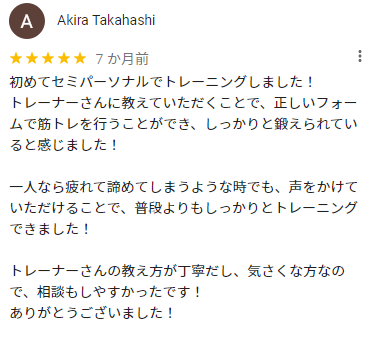 A
Akira Takahashi
7 か月前
初めてセミパーソナルでトレーニングしました！
トレーナーさんに教えていただくことで、正しいフォー
ムで筋トレを行うことができ、しっかりと鍛えられてい
ると感じました！
一人なら疲れて諦めてしまうような時でも、声をかけて
いただけることで、普段よりもしっかりとトレーニング
できました！
トレーナーさんの教え方が丁寧だし、気さくな方なの
で、相談もしやすかったです！
ありがとうございました！